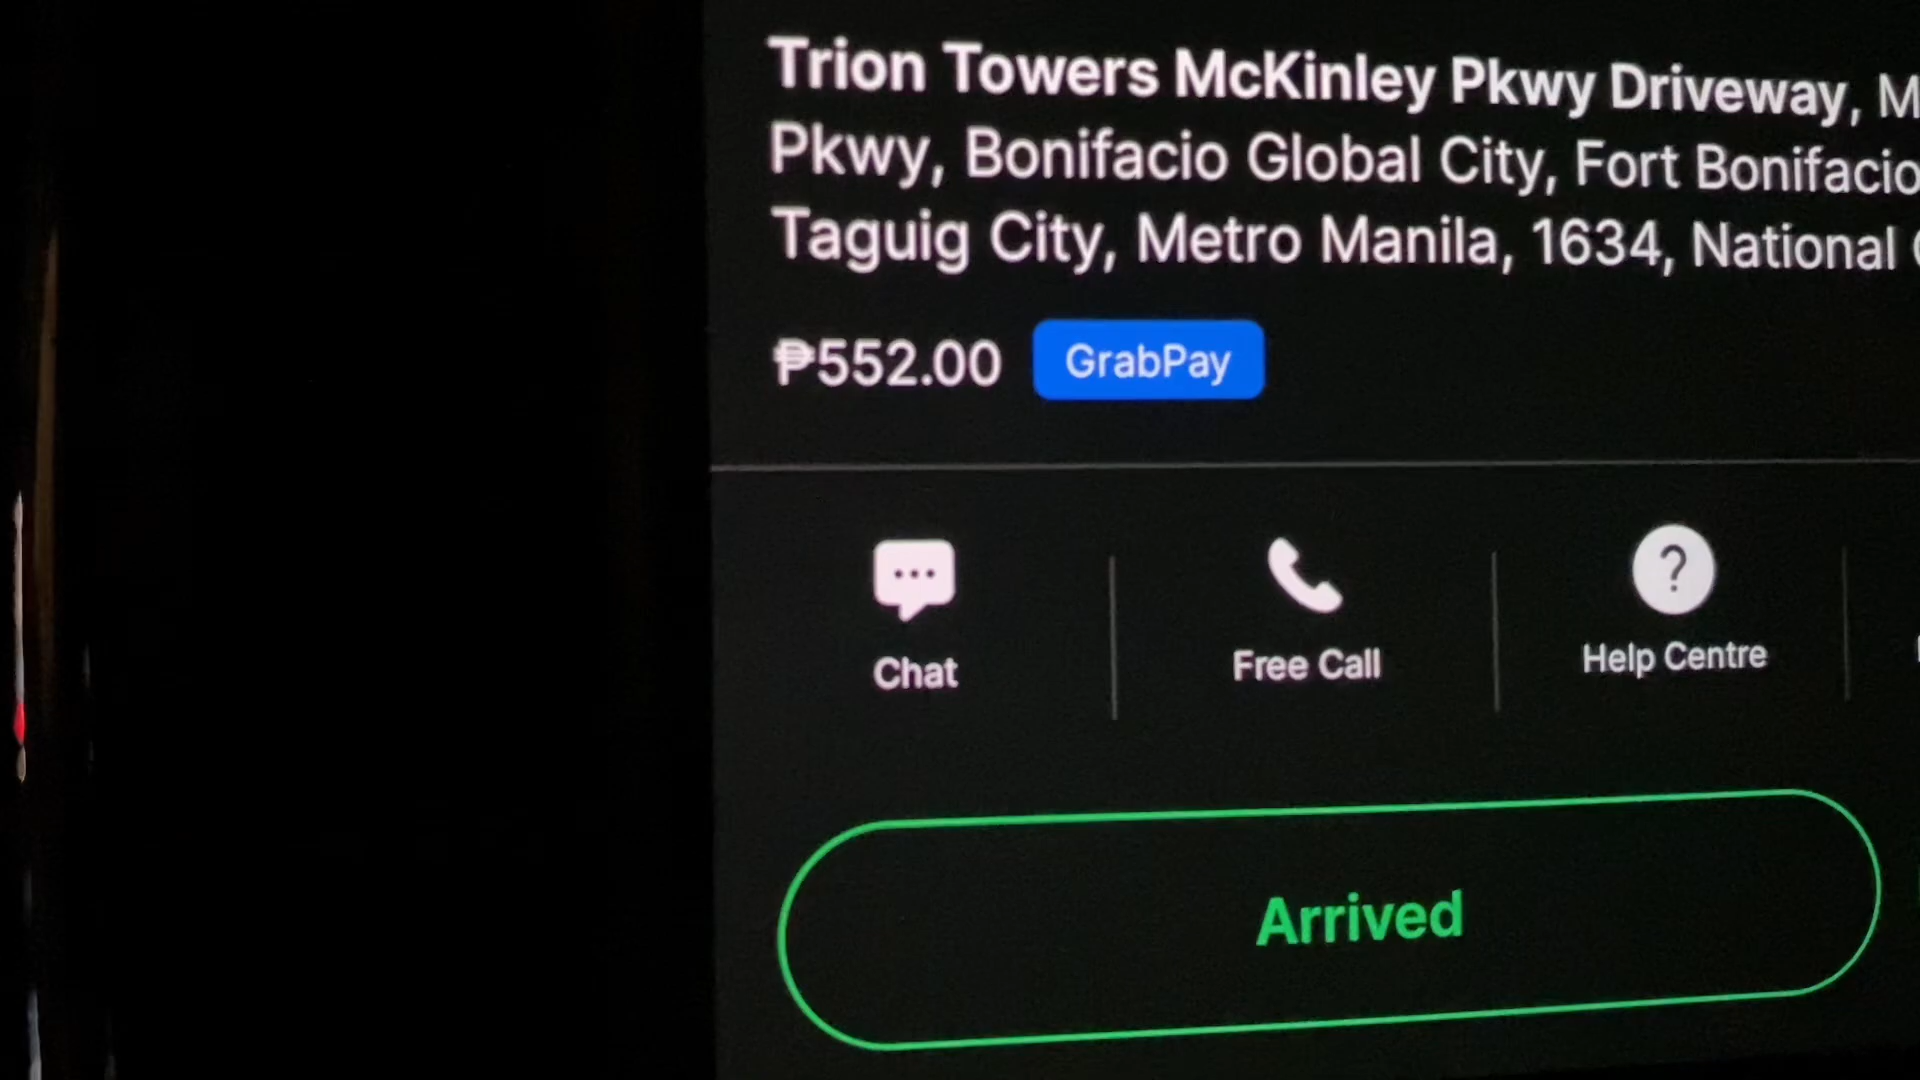 Trion Towers McKinley Pkwy Driveway, M
Pkwy, Bonifacio Global City, Fort Bonifacio
Taguig City, Metro Manila, 1634, National
₱552.00 GrabPay
Chat
Free Call
Help Centre
Arrived